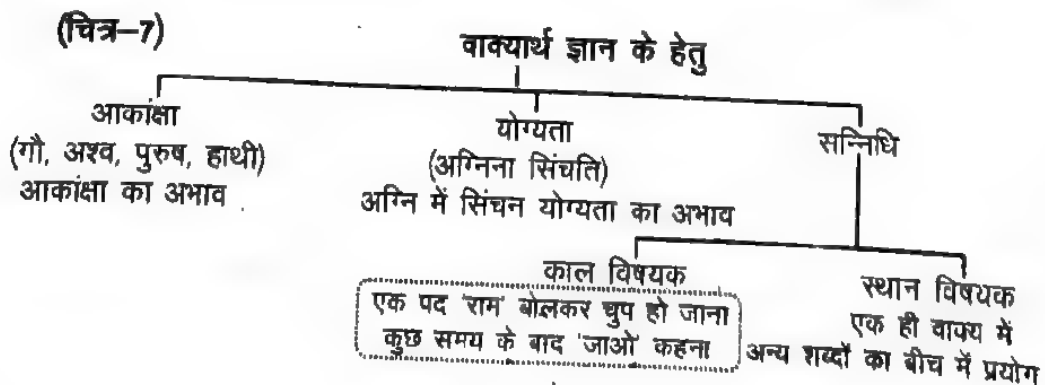 (चित्र–7)
वाक्यार्थ ज्ञान के हेतु
आकांक्षा
(गौ, अश्व, पुरुष, हाथी)
आकांक्षा का अभाव
योग्यता
(अग्निना सिंचति)
अग्नि में सिंचन योग्यता का अभाव
सन्निधि
काल विषयक
एक पद 'राम' बोलकर चुप हो जाना
कुछ समय के बाद 'जाओ' कहना
स्थान विषयक
एक ही वाक्य में
अन्य शब्दों का बीच में प्रयोग